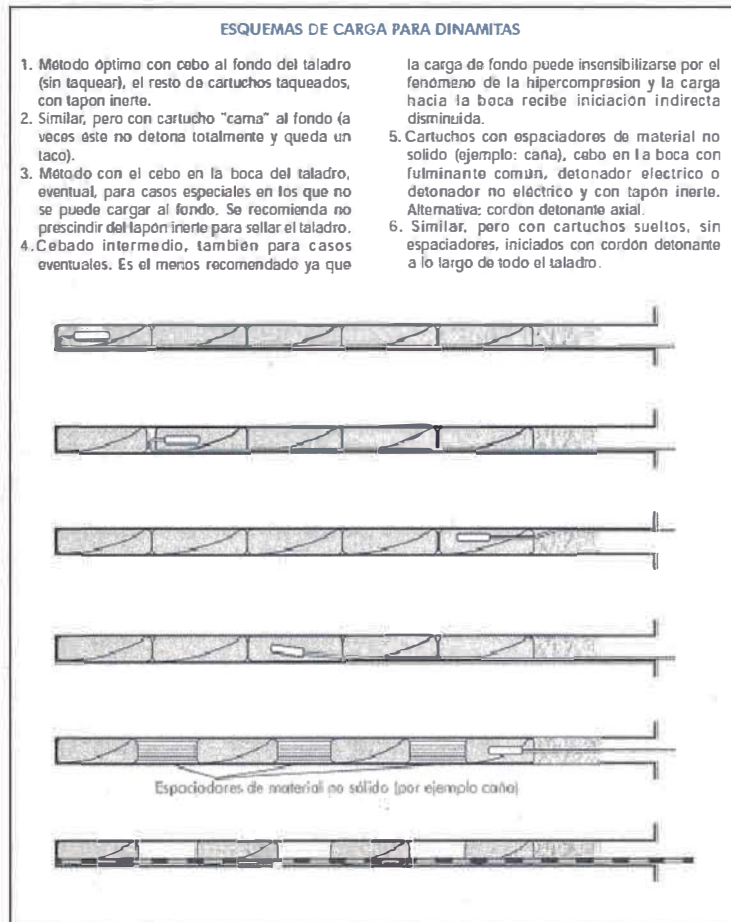 ESQUEMAS DE CARGA PARA DINAMITAS
1. Metodo óptimo con cebo al fondo del taladro
(sin taquear), el resto de cartuchos taqueados,
con tapon inerte.
2. Similar, pero con cartucho "cama" al fondo (a
veces este no detona totalmente y queda un
taco).
3. Método con el cebo en la boca del taladro,
eventual, para casos especiales en los que no
se puede cargar al fondo. Se recomienda no
prescindir del tapón inerte para sellar el taladro.
4. Cebado intermedio, también para casos
eventuales. Es el menos recomendado ya que
la carga de fondo puede insensibilizarse por el
fenómeno de la hipercompresion y la carga
hacia la boca recibe iniciación indirecta
disminuida.
5. Cartuchos con espaciadores de material no
solido (ejemplo: caña), cebo en la boca con
fulminante común, detonador electrico o
detonador no eléctrico y con tapón inerte.
Alternativa: cordon detonante axial.
6. Similar, pero con cartuchos sueltos, sin
espaciadores, iniciados con cordón detonante
a lo largo de todo el taladro.
Espaciadores de material no sólido (por ejemplo caña)